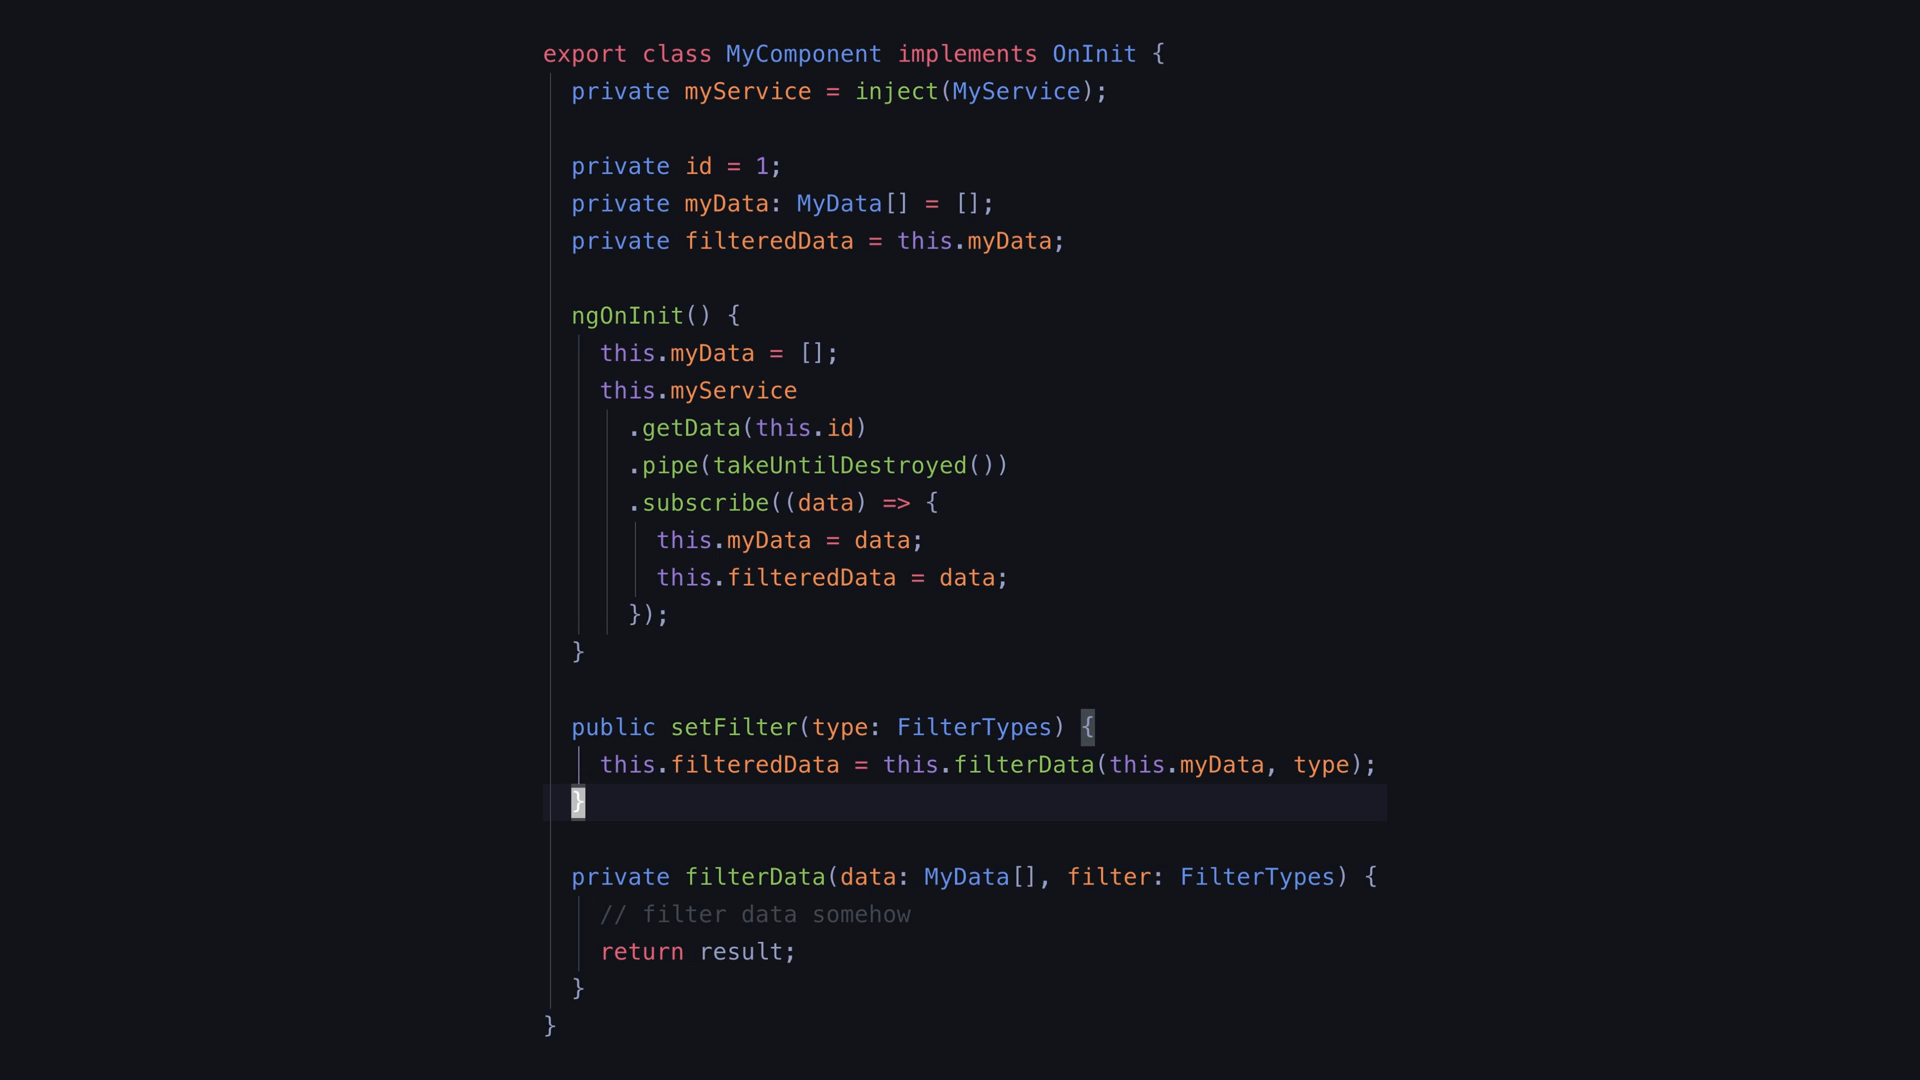 export class MyComponent implements OnInit {
private myService = inject(MyService);
private id = 1;
private myData: MyData[] = [];
private filteredData = this.myData;
ngOnInit() {
this.myData = [];
this.myService
.getData(this.id)
.pipe(takeUntilDestroyed())
.subscribe((data) => {
this.myData = data;
this.filteredData = data;
});
}
public setFilter(type: FilterTypes) {
this.filteredData = this.filterData(this.myData, type);
}
private filterData(data: MyData[], filter: FilterTypes) {
// filter data somehow
return result;
}
}